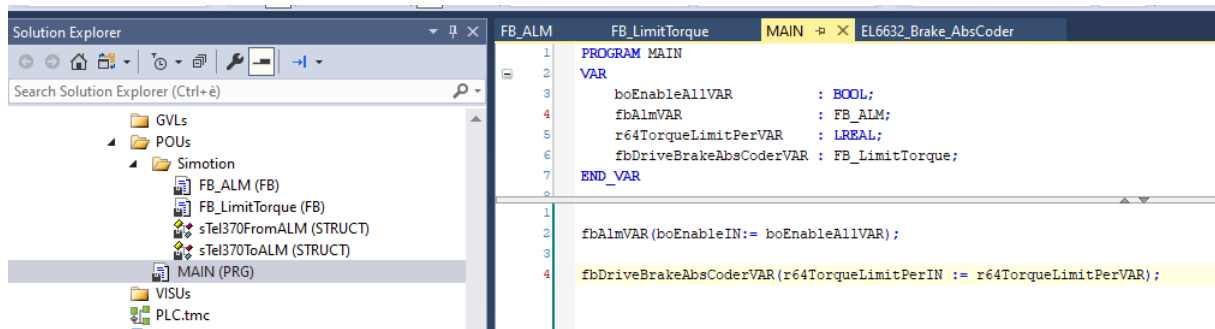 Solution Explorer
Search Solution Explorer (Ctrl+è)
GVLs
POUs
Simotion
FB_ALM (FB)
FB_LimitTorque (FB)
sTel370FromALM (STRUCT)
sTel370ToALM (STRUCT)
MAIN (PRG)
VISUs
PLC.tmc
FB_ALM FB_LimitTorque MAIN EL6632_Brake_AbsCoder
1 PROGRAM MAIN
2 VAR
3 boEnableAllVAR : BOOL;
4 fbAlmVAR : FB_ALM;
5 r64TorqueLimitPerVAR : LREAL;
6 fbDriveBrakeAbsCoderVAR : FB_LimitTorque;
7 END_VAR
1
2 fbAlmVAR(boEnableIN:= boEnableAllVAR);
3
4 fbDriveBrakeAbsCoderVAR(r64TorqueLimitPerIN := r64TorqueLimitPerVAR);